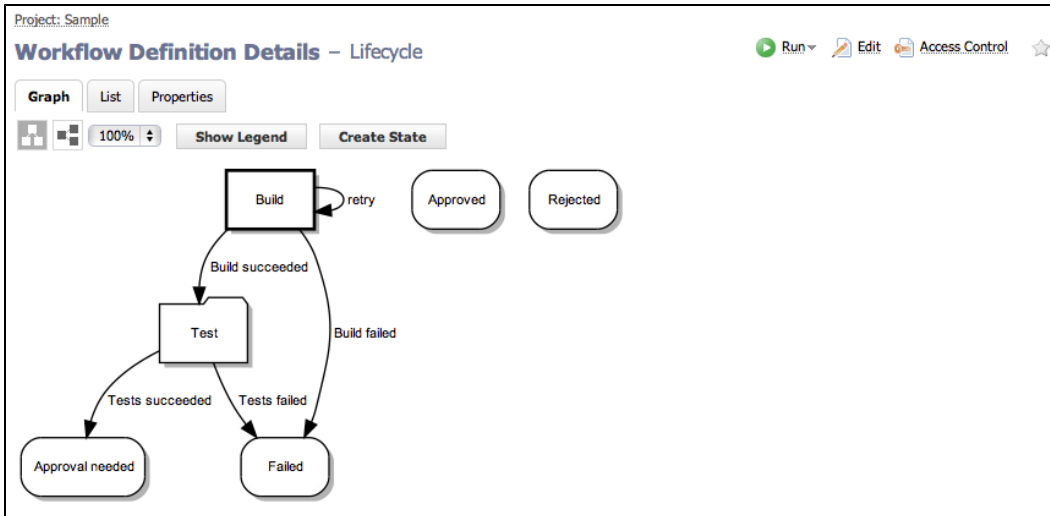 Project: Sample
Workflow Definition Details – Lifecycle
Run
Edit
Access Control
Graph
List
Properties
100%
Show Legend
Create State
Build
retry
Approved
Rejected
Build succeeded
Test
Build failed
Tests succeeded
Tests failed
Approval needed
Failed